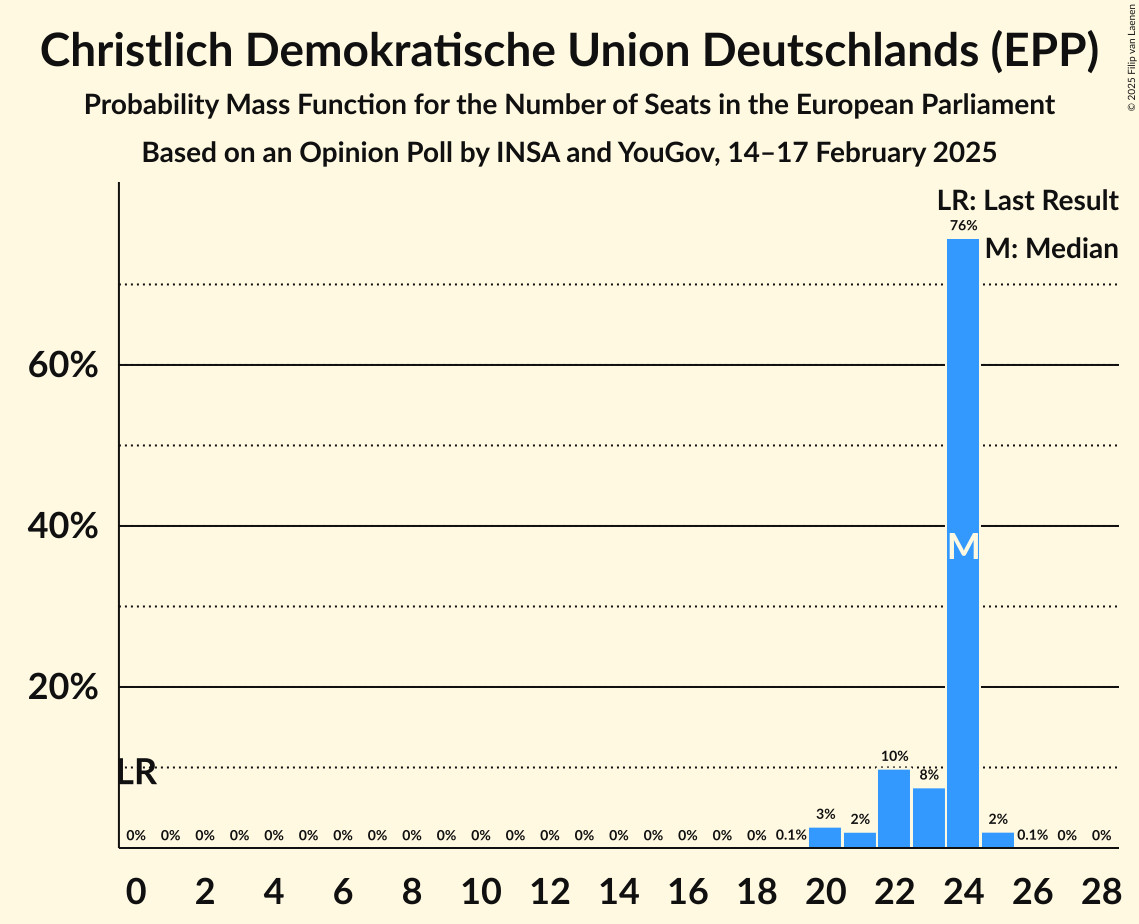 Christlich Demokratische Union Deutschlands (EPP)
Probability Mass Function for the Number of Seats in the European Parliament
Based on an Opinion Poll by INSA and YouGov, 14–17 February 2025
© 2025 Filip van Laenen
LR: Last Result
M: Median
76%
60%
40%
M
20%
LR
10%
8%
3%
2%
2%
0% 0% 0% 0% 0% 0% 0% 0% 0% 0% 0% 0% 0% 0% 0% 0% 0% 0% 0% 0.1% 0.1% 0% 0%
0 2 4 6 8 10 12 14 16 18 20 22 24 26 28